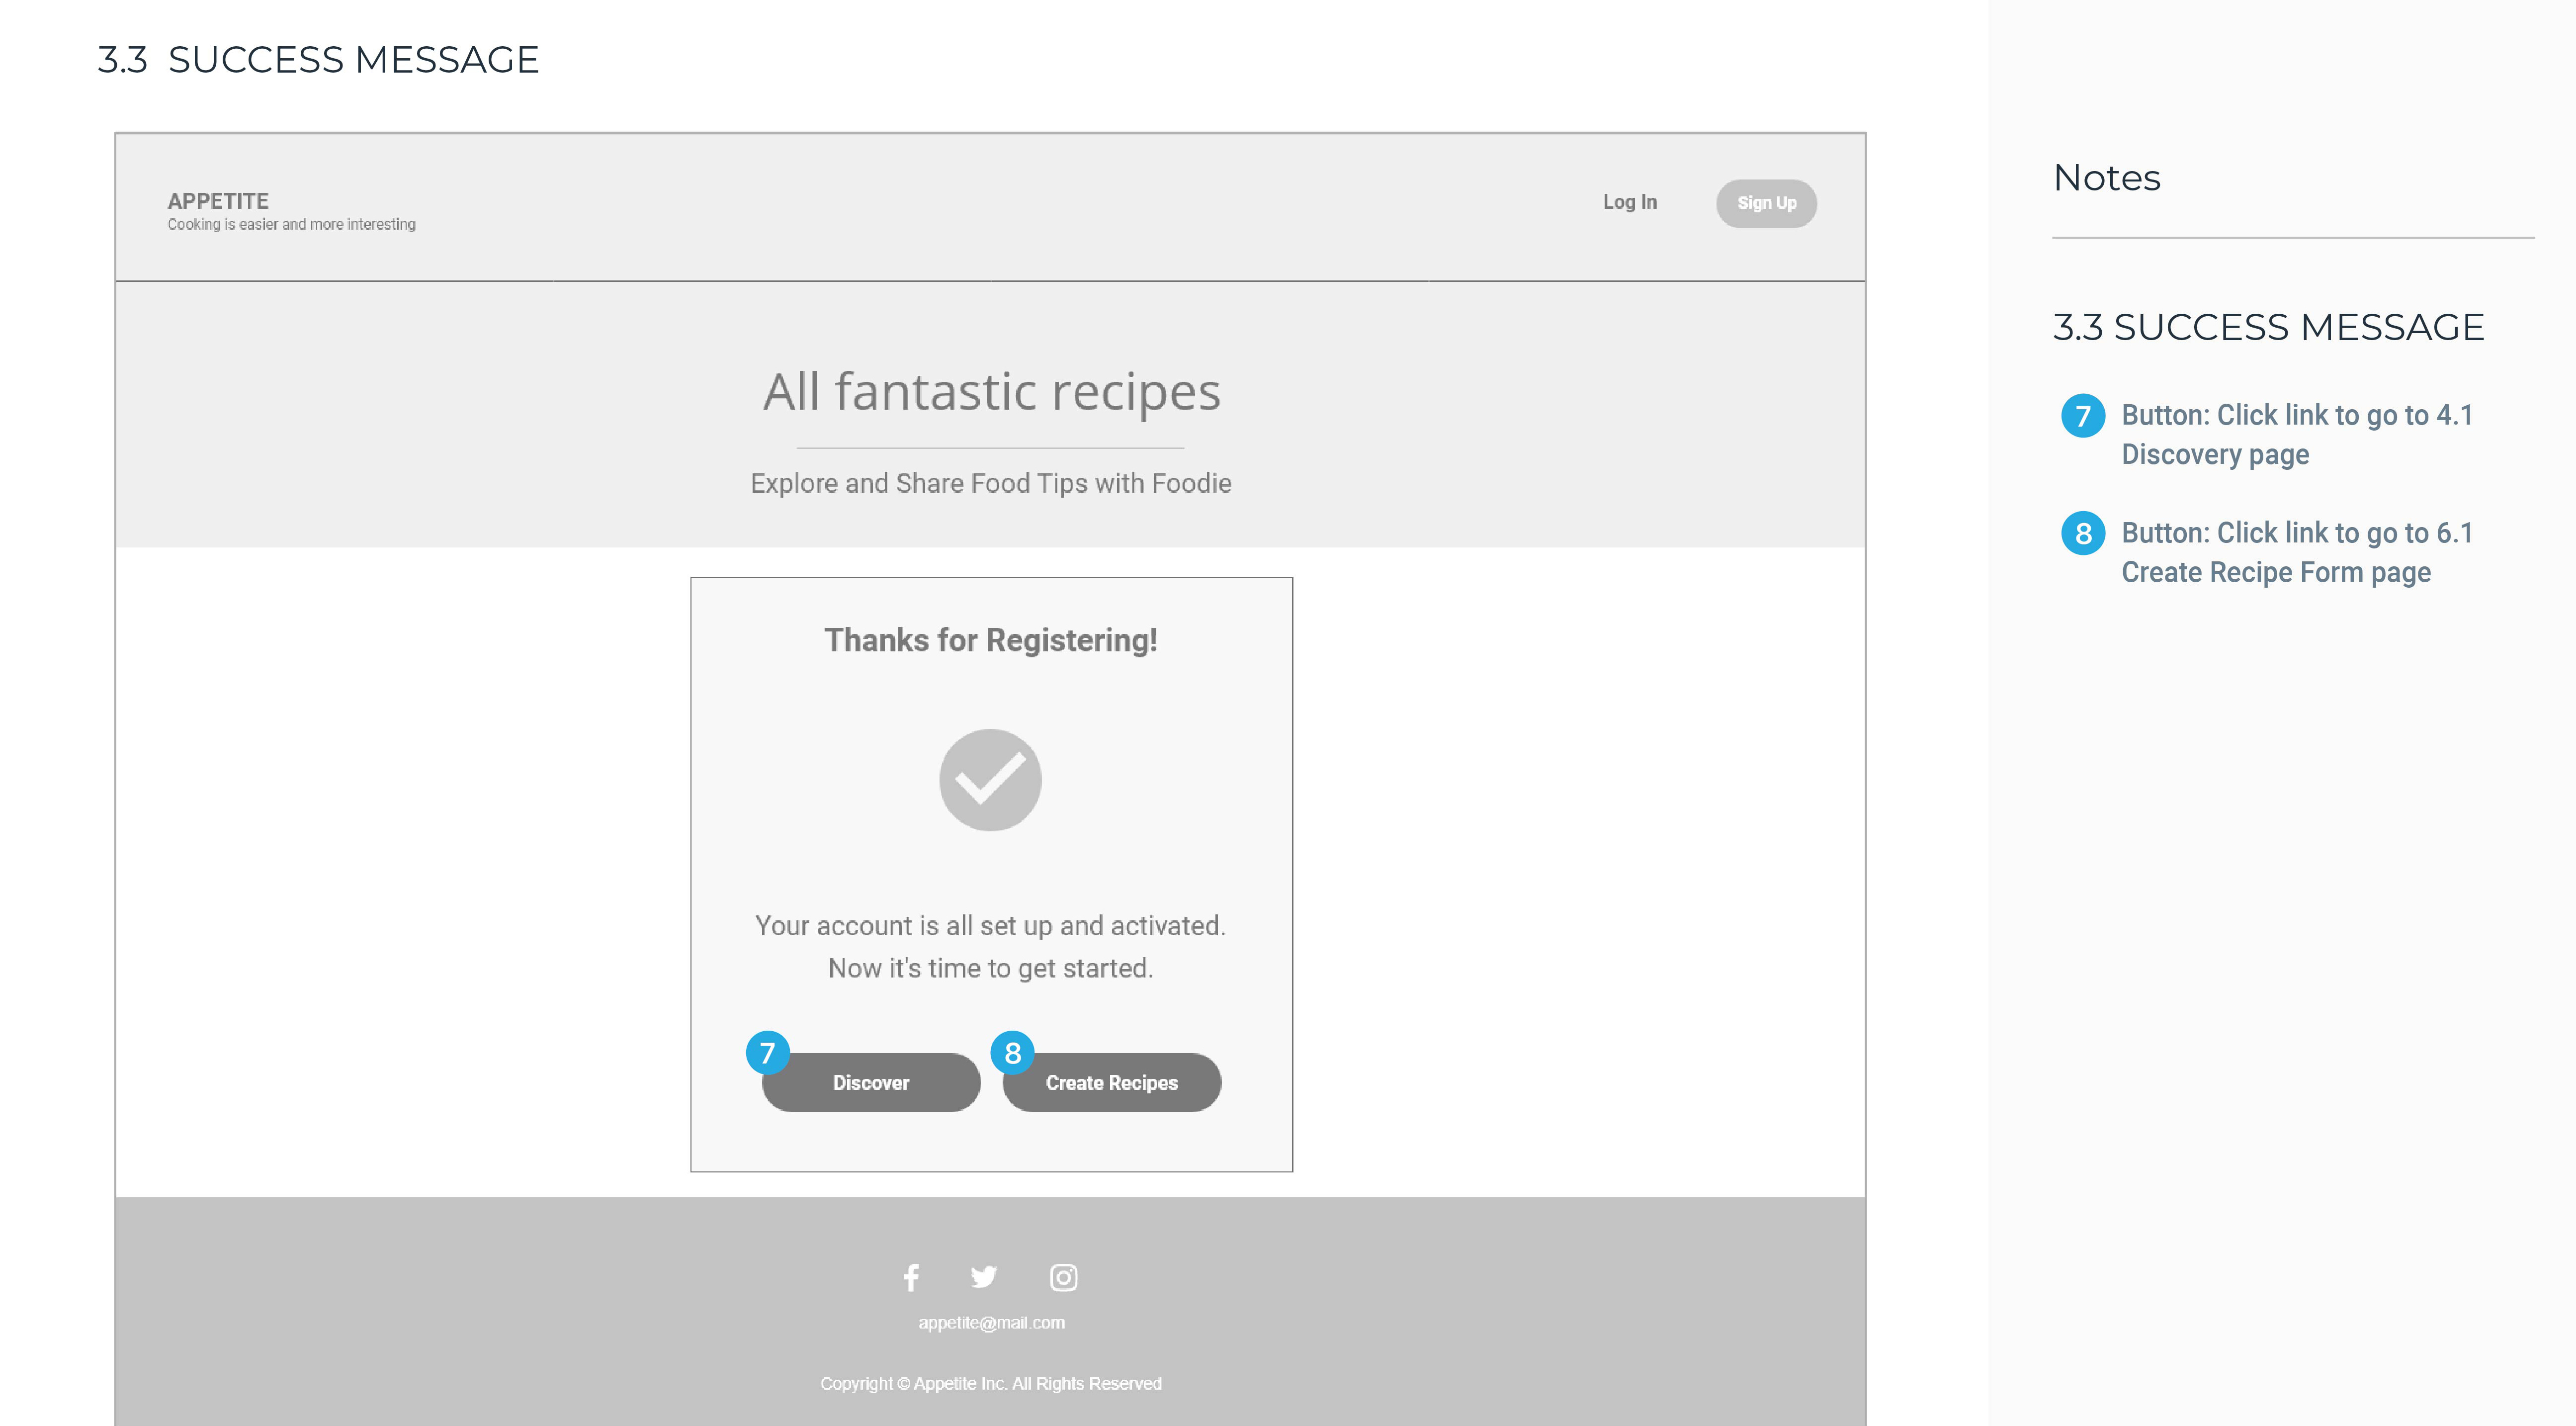 3.3 SUCCESS MESSAGE
APPETITE
Cooking is easier and more interesting
Log In
Sign Up
All fantastic recipes
Explore and Share Food Tips with Foodie
Thanks for Registering!
Your account is all set up and activated.
Now it's time to get started.
7
Discover
8
Create Recipes
appetite@mail.com
Copyright © Appetite Inc. All Rights Reserved
Notes
3.3 SUCCESS MESSAGE
7 Button: Click link to go to 4.1
Discovery page
8 Button: Click link to go to 6.1
Create Recipe Form page